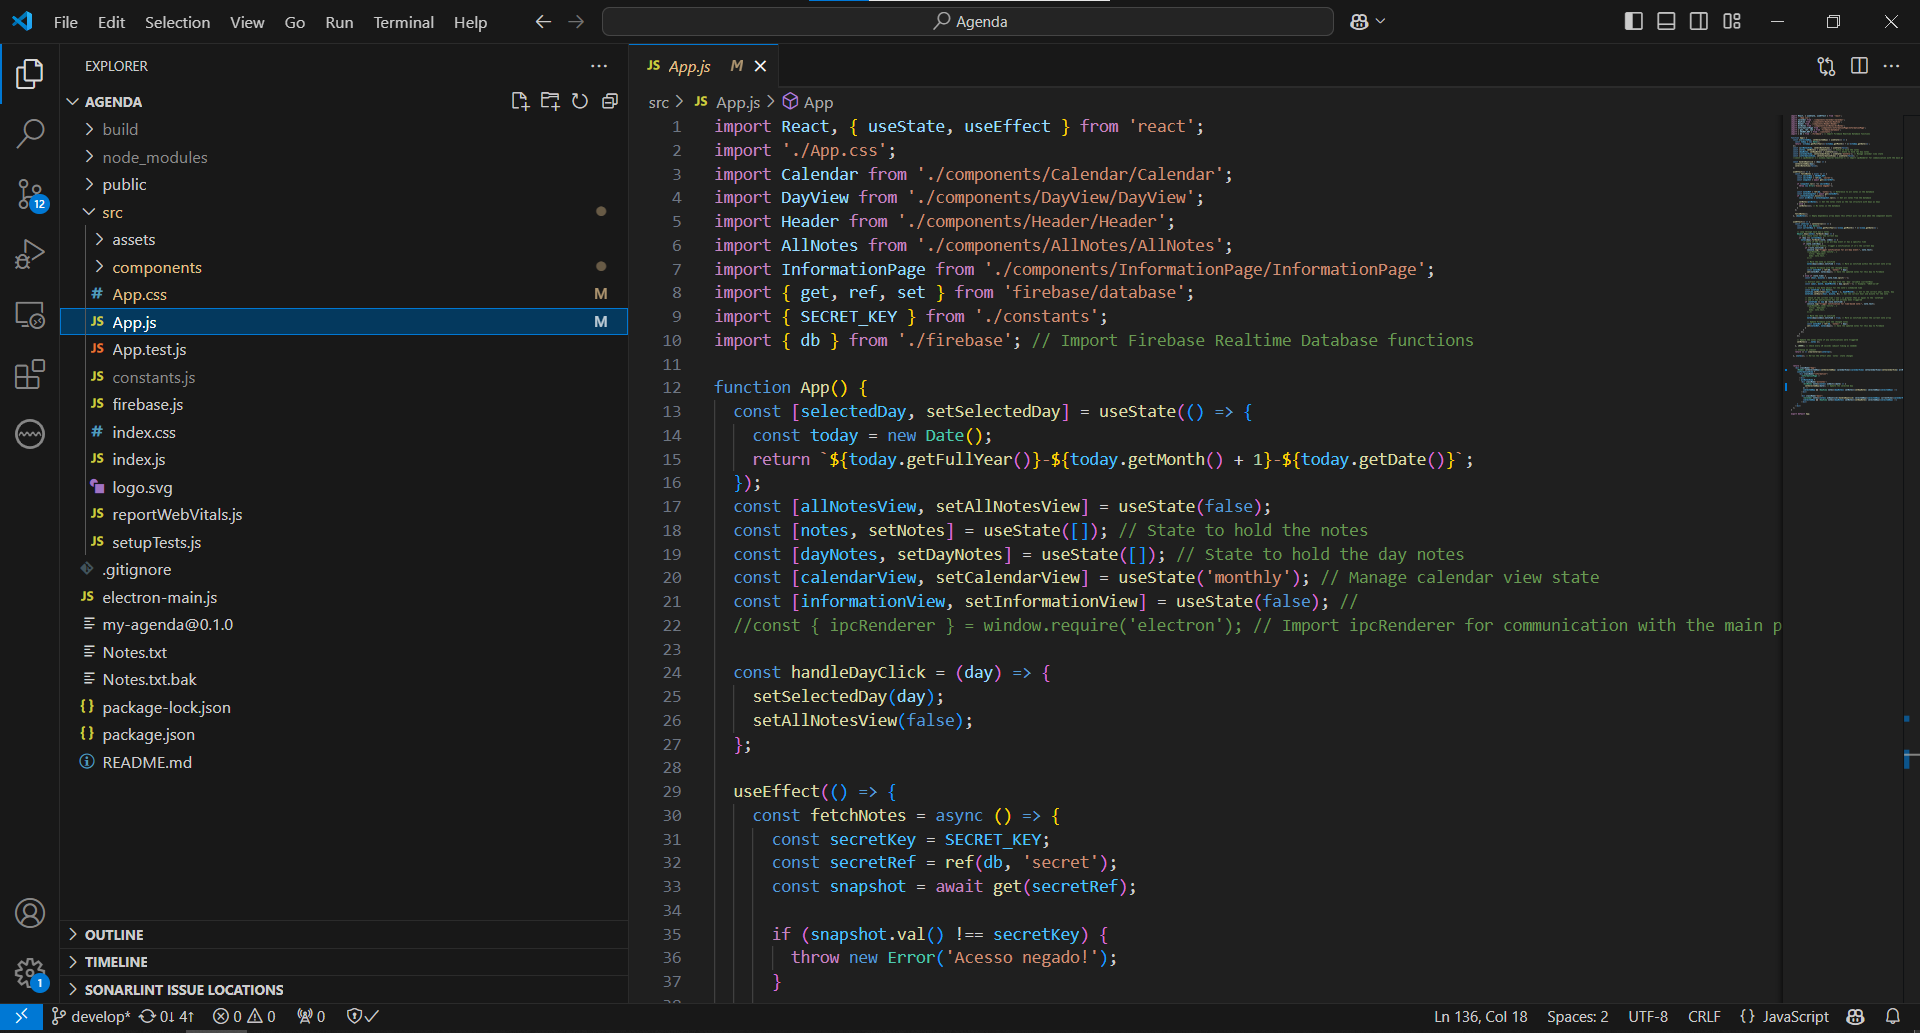 File Edit Selection View Go Run Terminal Help
Agenda
EXPLORER
AGENDA
build
node_modules
public
src
assets
components
# App.css M
JS App.js M
JS App.test.js
JS constants.js
JS firebase.js
# index.css
JS index.js
logo.svg
JS reportWebVitals.js
JS setupTests.js
.gitignore
JS electron-main.js
my-agenda@0.1.0
Notes.txt
Notes.txt.bak
{} package-lock.json
{} package.json
README.md
OUTLINE
TIMELINE
SONARLINT ISSUE LOCATIONS
12
1
JS App.js M
src > JS App.js > App
1 import React, { useState, useEffect } from 'react';
2 import './App.css';
3 import Calendar from './components/Calendar/Calendar';
4 import DayView from './components/DayView/DayView';
5 import Header from './components/Header/Header';
6 import AllNotes from './components/AllNotes/AllNotes';
7 import InformationPage from './components/InformationPage/InformationPage';
8 import { get, ref, set } from 'firebase/database';
9 import { SECRET_KEY } from './constants';
10 import { db } from './firebase'; // Import Firebase Realtime Database functions
11
12 function App() {
13 const [selectedDay, setSelectedDay] = useState(() => {
14 const today = new Date();
15 return `${today.getFullYear()}-${today.getMonth() + 1}-${today.getDate()}`;
16 });
17 const [allNotesView, setAllNotesView] = useState(false);
18 const [notes, setNotes] = useState([]); // State to hold the notes
19 const [dayNotes, setDayNotes] = useState([]); // State to hold the day notes
20 const [calendarView, setCalendarView] = useState('monthly'); // Manage calendar view state
21 const [informationView, setInformationView] = useState(false); //
22 //const { ipcRenderer } = window.require('electron'); // Import ipcRenderer for communication with the main p
23
24 const handleDayClick = (day) => {
25 setSelectedDay(day);
26 setAllNotesView(false);
27 };
28
29 useEffect(() => {
30 const fetchNotes = async () => {
31 const secretKey = SECRET_KEY;
32 const secretRef = ref(db, 'secret');
33 const snapshot = await get(secretRef);
34
35 if (snapshot.val() !== secretKey) {
36 throw new Error('Acesso negado!');
37 }
develop* 0↓ 4↑ 0 0 0 Ln 136, Col 18 Spaces: 2 UTF-8 CRLF {} JavaScript